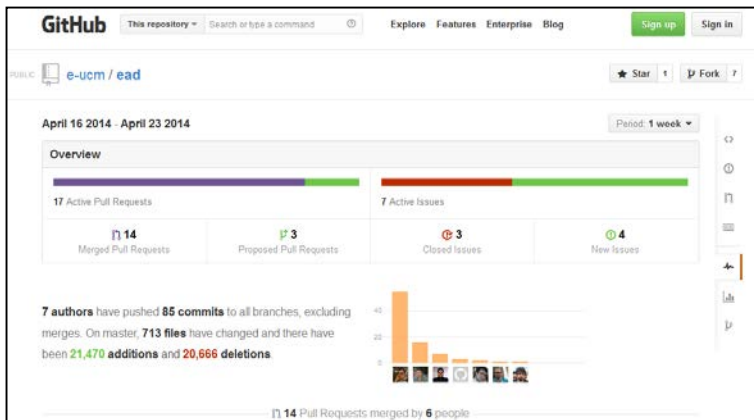 GitHub This repository Search or type a command Explore Features Enterprise Blog Sign up Sign in
PUBLIC e-ucm / ead Star 1 Fork 7
April 16 2014 - April 23 2014 Period: 1 week
Overview
17 Active Pull Requests 7 Active Issues
14 3 3 4
Merged Pull Requests Proposed Pull Requests Closed Issues New Issues
7 authors have pushed 85 commits to all branches, excluding
merges. On master, 713 files have changed and there have
been 21,470 additions and 20,666 deletions.
40
20
0
14 Pull Requests merged by 6 people